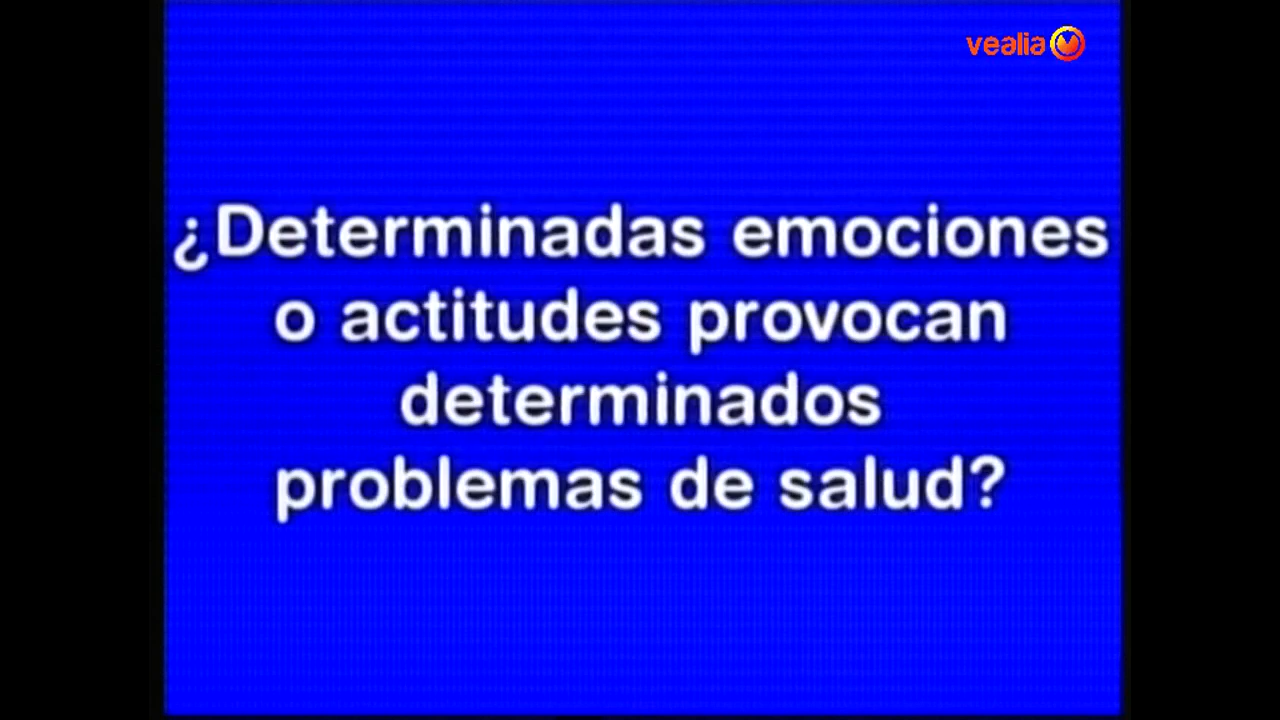 vealia
¿Determinadas emociones
o actitudes provocan
determinados
problemas de salud?